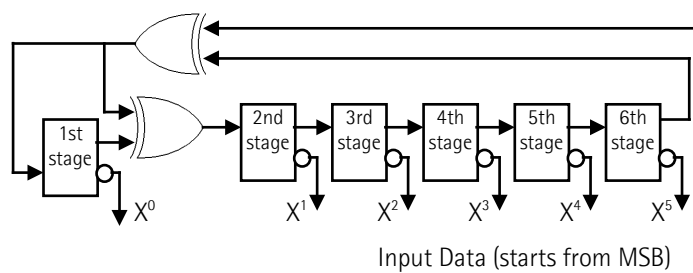 1st
stage
2nd
stage
3rd
stage
4th
stage
5th
stage
6th
stage
X⁰
X¹
X²
X³
X⁴
X⁵
Input Data (starts from MSB)